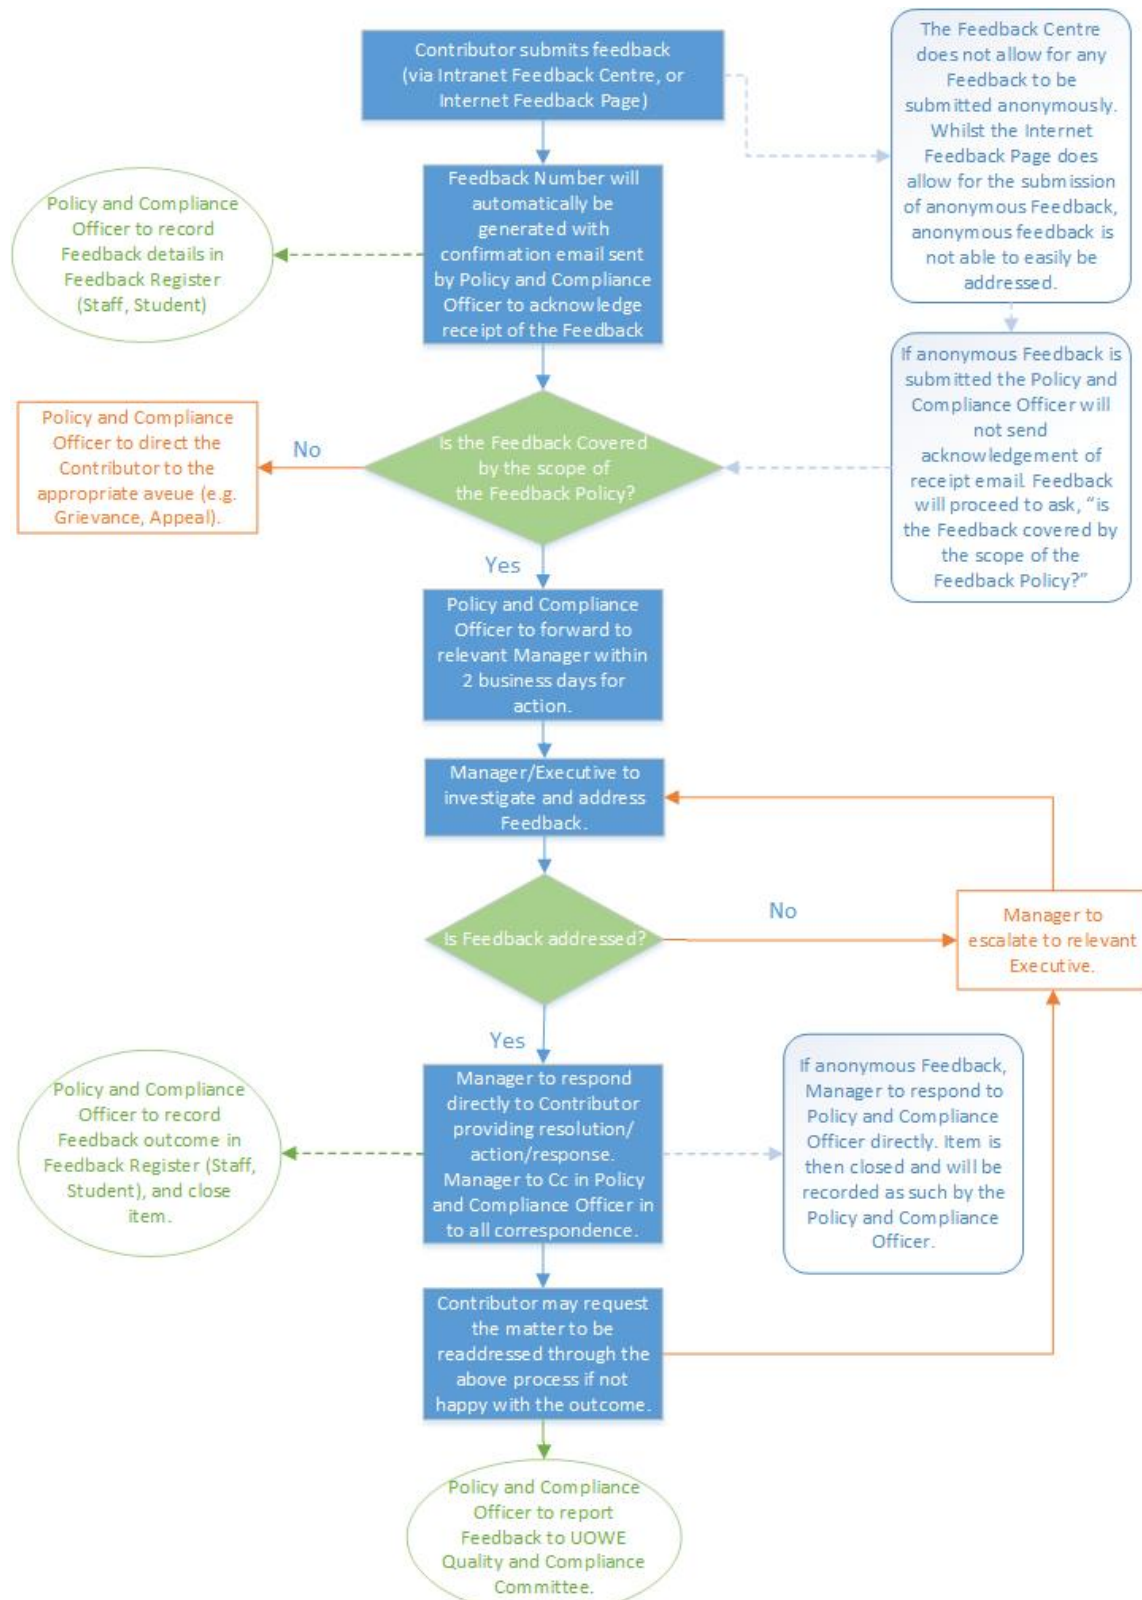 Contributor submits feedback
(via Intranet Feedback Centre, or
Internet Feedback Page)
The Feedback Centre
does not allow for any
Feedback to be
submitted anonymously.
Whilst the Internet
Feedback Page does
allow for the submission
of anonymous Feedback,
anonymous feedback is
not able to easily be
addressed.
Feedback Number will
automatically be
generated with
confirmation email sent
by Policy and Compliance
Officer to acknowledge
receipt of the Feedback
Policy and Compliance
Officer to record
Feedback details in
Feedback Register
(Staff, Student)
If anonymous Feedback is
submitted the Policy and
Compliance Officer will
not send
acknowledgement of
receipt email. Feedback
will proceed to ask, “is
the Feedback covered by
the scope of the
Feedback Policy?”
Is the Feedback Covered
by the scope of
the Feedback Policy?
No
Policy and Compliance
Officer to direct the
Contributor to the
appropriate aveue (e.g.
Grievance, Appeal).
Yes
Policy and Compliance
Officer to forward to
relevant Manager within
2 business days for
action.
Manager/Executive to
investigate and address
Feedback.
Is Feedback addressed?
No
Manager to
escalate to relevant
Executive.
Yes
Manager to respond
directly to Contributor
providing resolution/
action/response.
Manager to Cc in Policy
and Compliance Officer in
to all correspondence.
Policy and Compliance
Officer to record
Feedback outcome in
Feedback Register (Staff,
Student), and close
item.
If anonymous Feedback,
Manager to respond to
Policy and Compliance
Officer directly. Item is
then closed and will be
recorded as such by the
Policy and Compliance
Officer.
Contributor may request
the matter to be
readdressed through the
above process if not
happy with the outcome.
Policy and Compliance
Officer to report
Feedback to UOWE
Quality and Compliance
Committee.